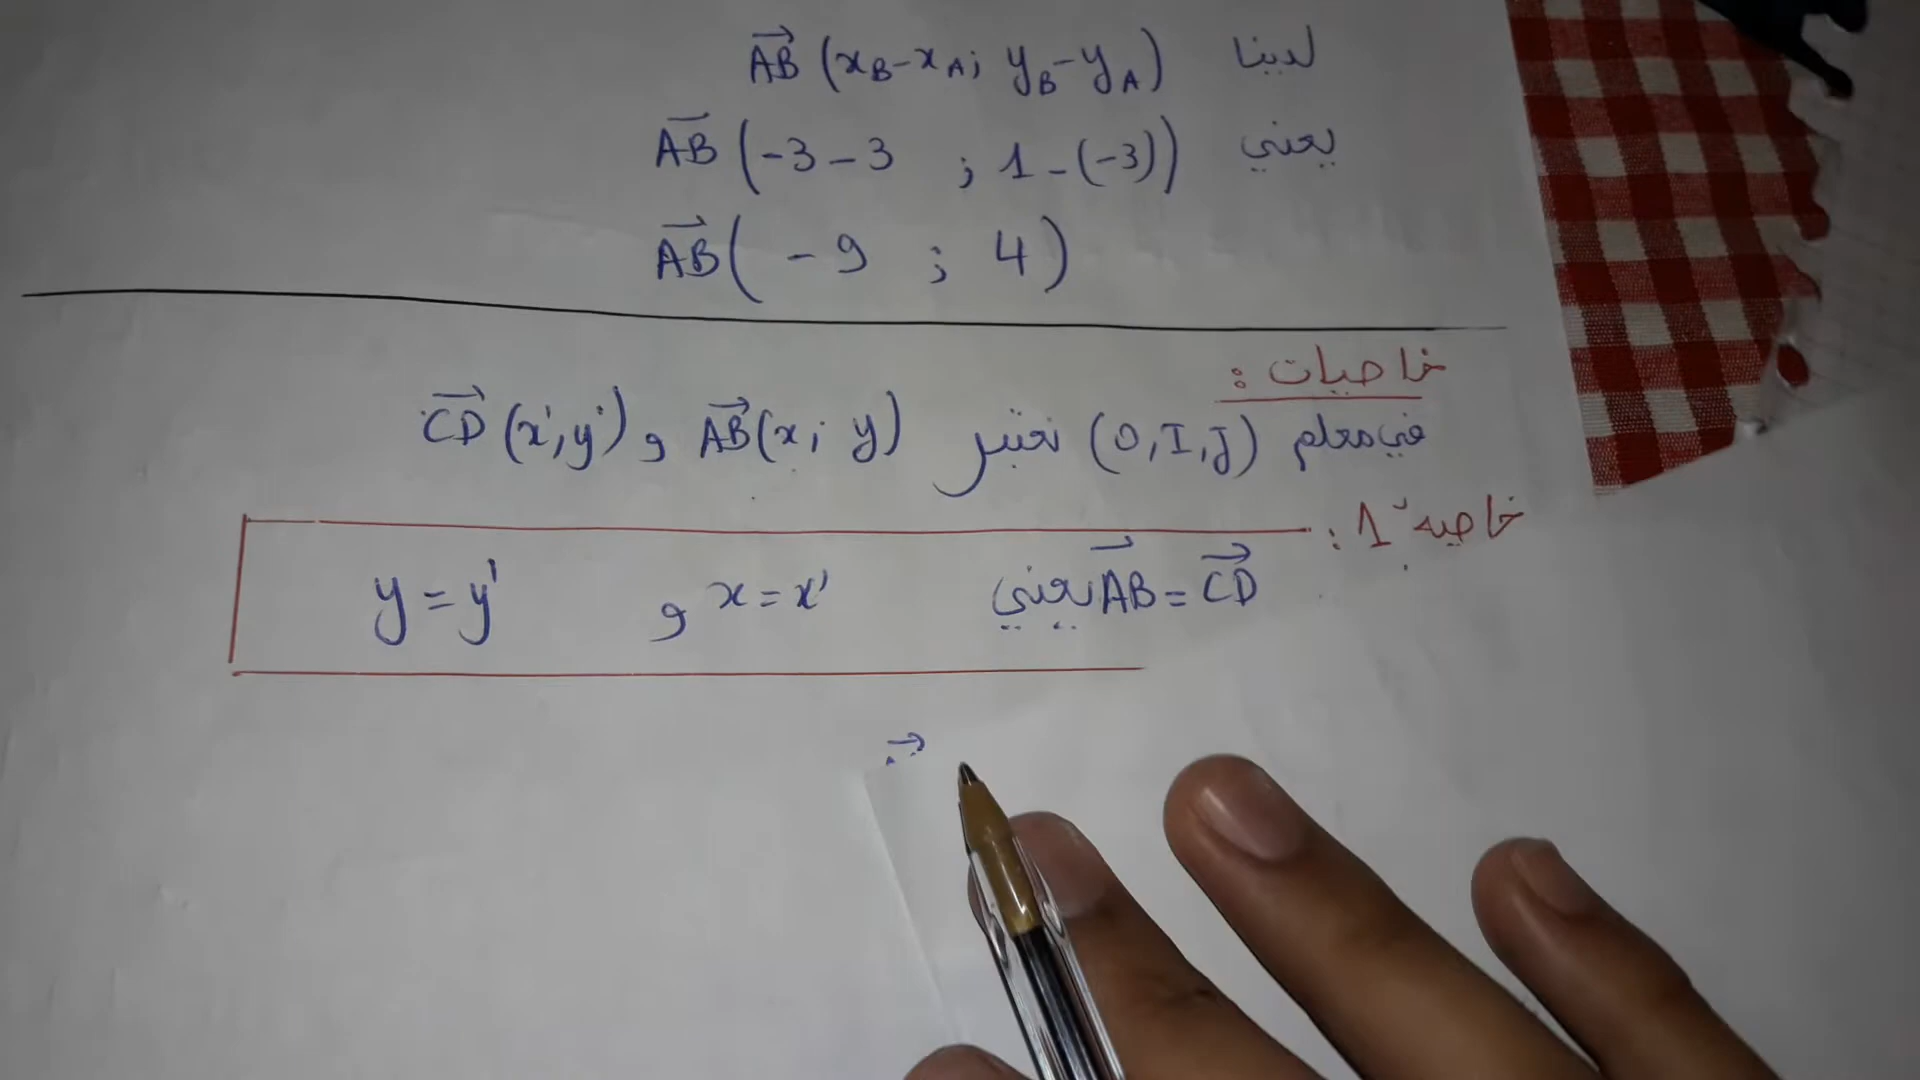 لدينا AB→ (x_B - x_A ; y_B - y_A)
يعني AB→ (-3 - 3 ; 1 - (-3))
AB→ ( - 9 ; 4 )
خاصيات :
في معلم (O, I, J) نعتبر AB→ (x ; y) و CD→ (x', y')
خاصية 1 :
AB→ = CD→ يعني x = x' و y = y'